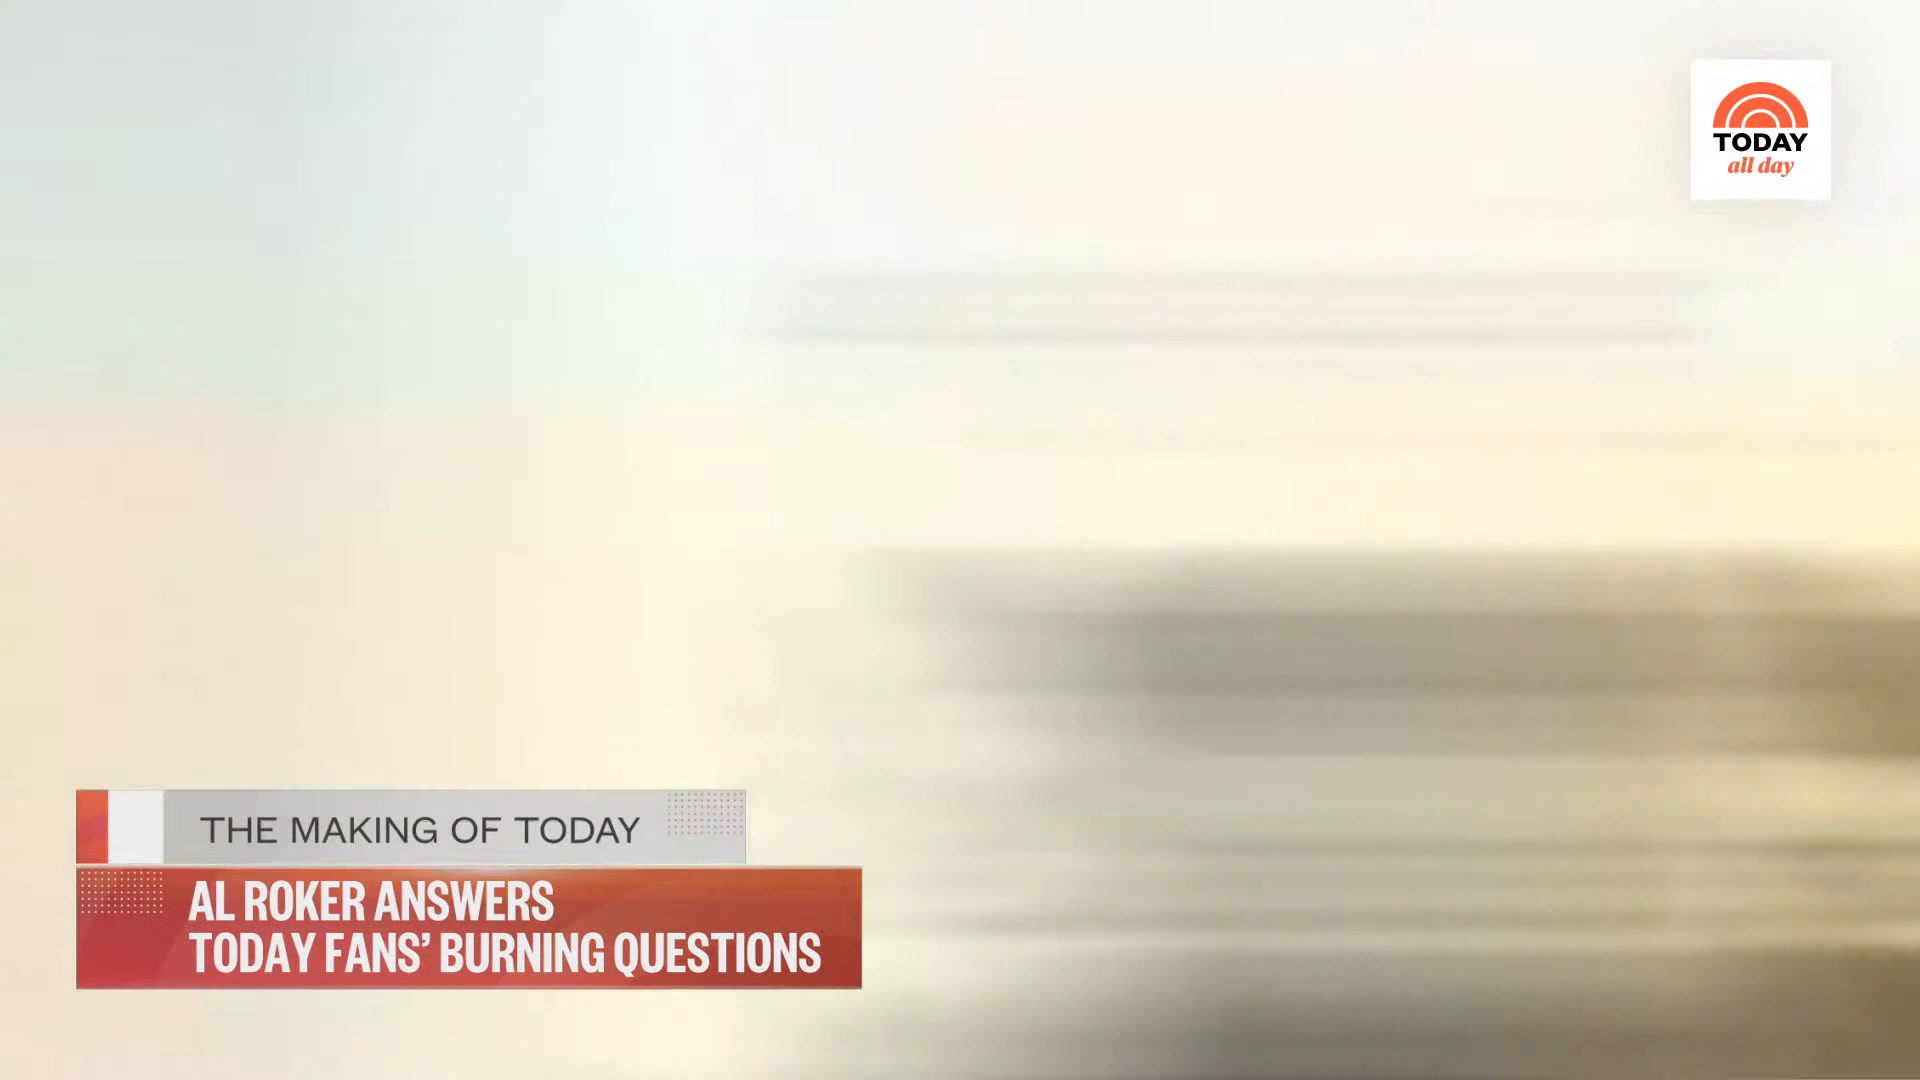 TODAY
all day
THE MAKING OF TODAY
AL ROKER ANSWERS
TODAY FANS’ BURNING QUESTIONS